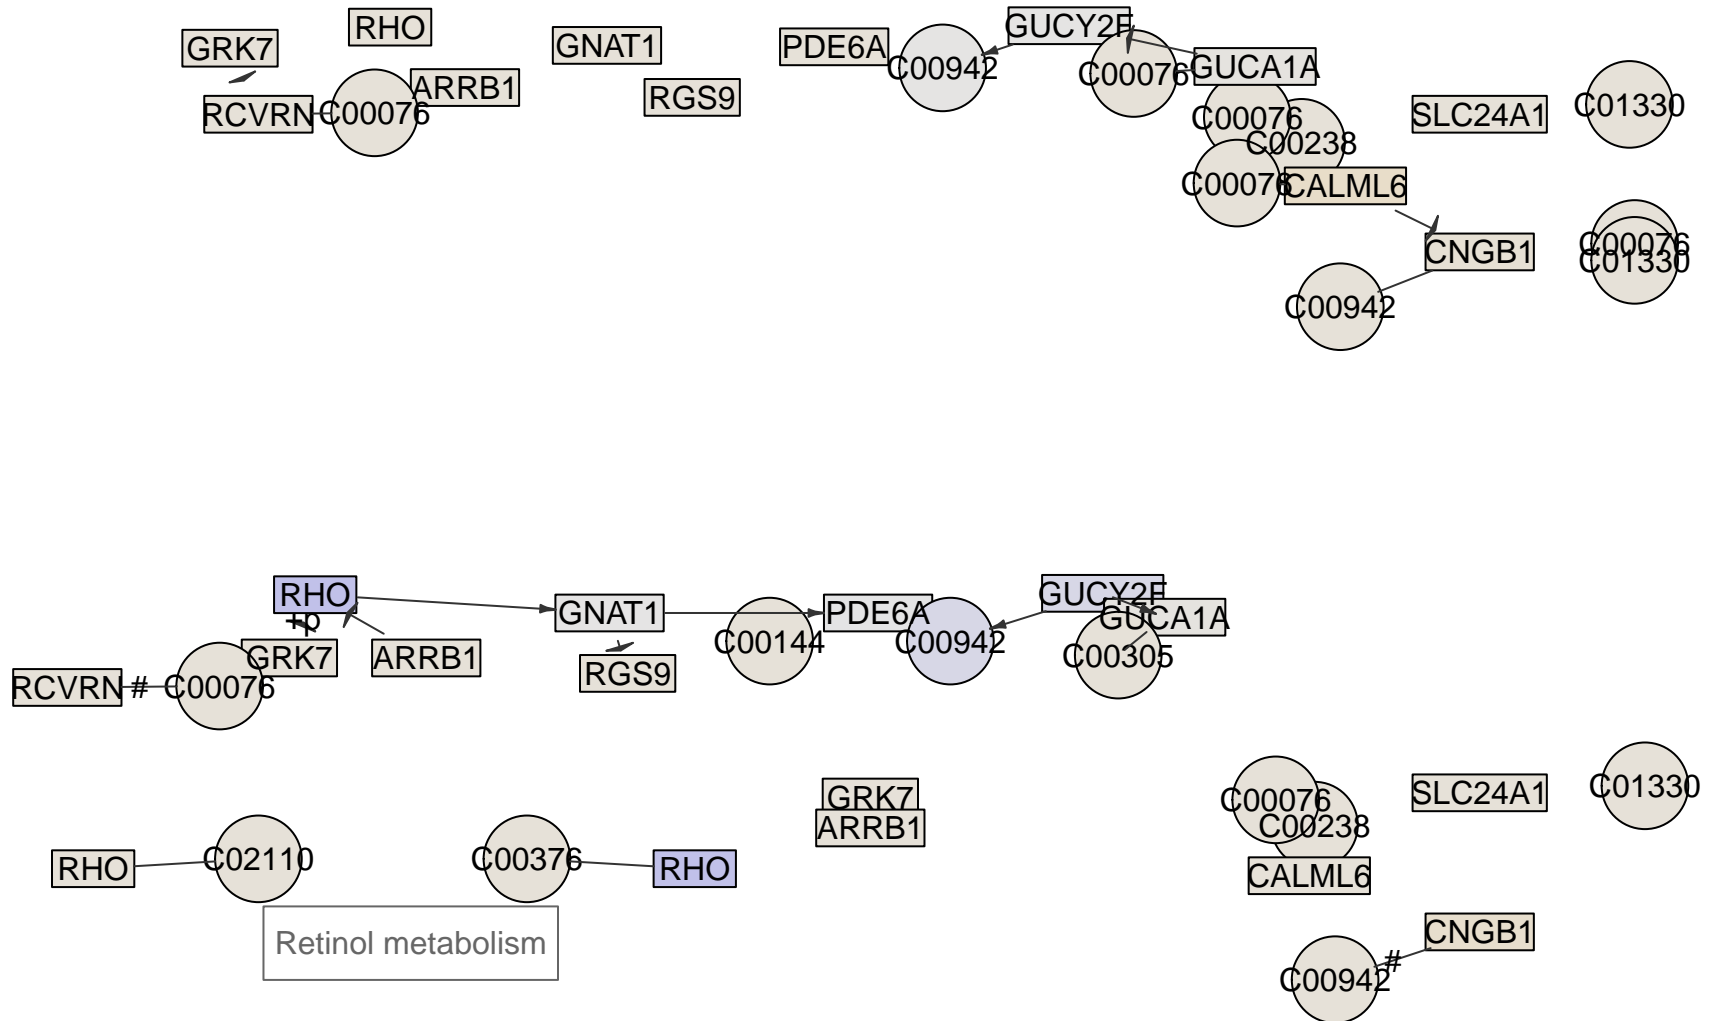 RHO
GRK7
GNAT1
PDE6A
GUCY2F
C00942
C00076
GUCA1A
ARRB1
RGS9
RCVRN
C00076
C00076
C00238
SLC24A1
C01330
C00076
CALML6
CNGB1
C00076
C01330
C00942
RHO
+p
GNAT1
PDE6A
GUCY2F
GUCA1A
C00144
C00942
C00305
GRK7
ARRB1
RGS9
RCVRN
#
C00076
GRK7
ARRB1
C00076
C00238
SLC24A1
C01330
RHO
C02110
C00376
RHO
CALML6
Retinol metabolism
CNGB1
#
C00942